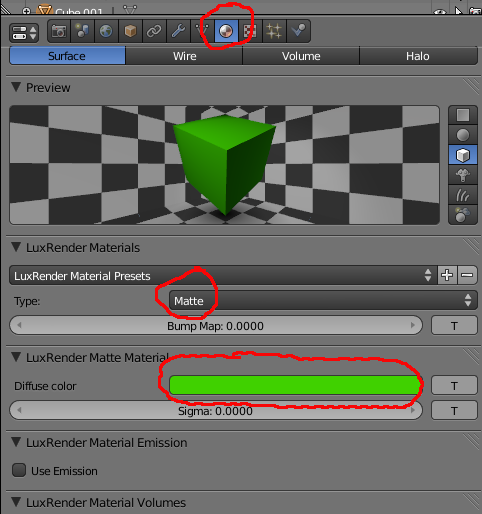 Cube.001
Surface Wire Volume Halo
Preview
LuxRender Materials
LuxRender Material Presets
Type: Matte
Bump Map: 0.0000 T
LuxRender Matte Material
Diffuse color T
Sigma: 0.0000 T
LuxRender Material Emission
Use Emission
LuxRender Material Volumes